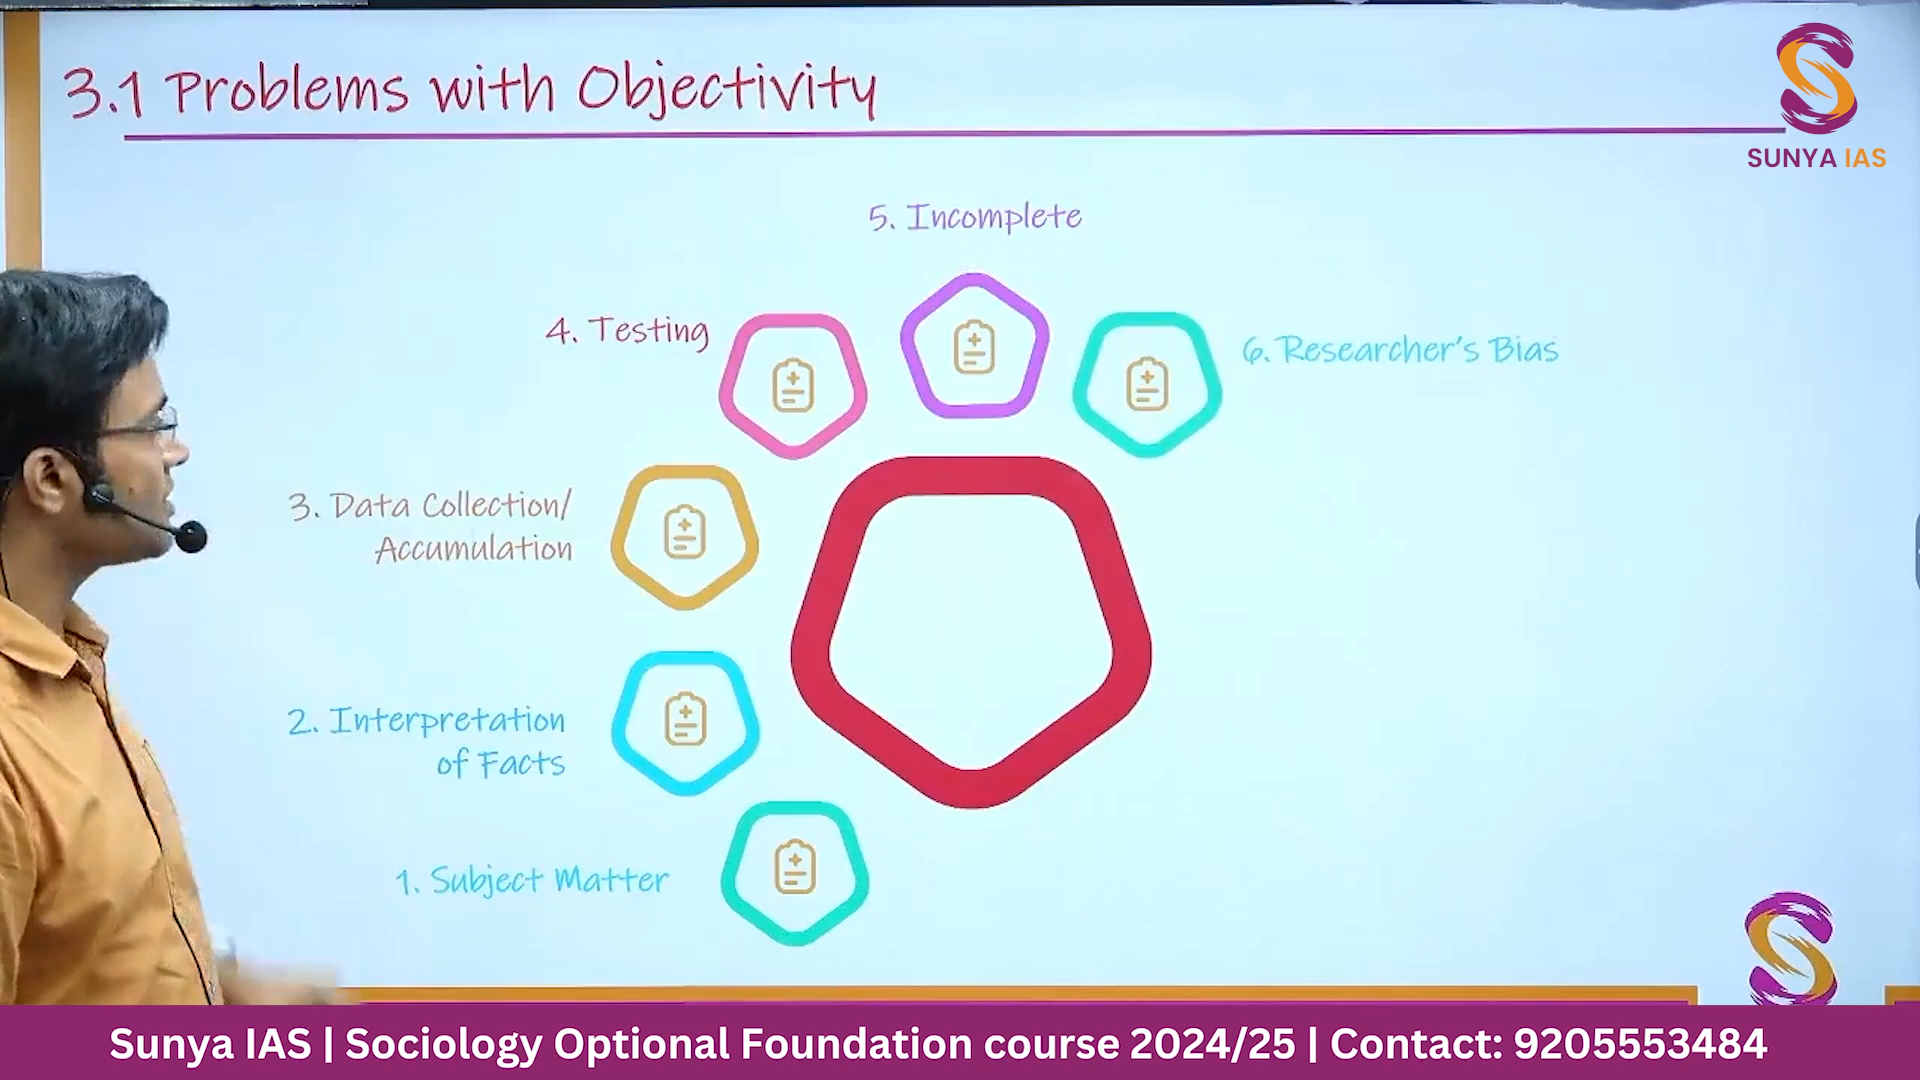 3.1 Problems with Objectivity
SUNYA IAS
5. Incomplete
4. Testing
6. Researcher's Bias
3. Data Collection/
Accumulation
2. Interpretation
of Facts
1. Subject Matter
Sunya IAS | Sociology Optional Foundation course 2024/25 | Contact: 9205553484